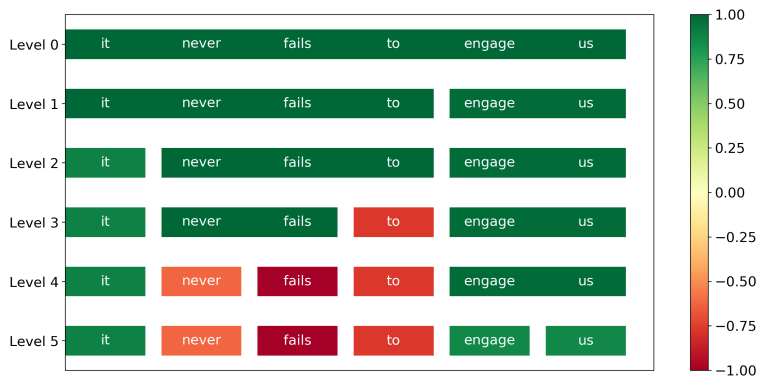 Level 0 it never fails to engage us
Level 1 it never fails to engage us
Level 2 it never fails to engage us
Level 3 it never fails to engage us
Level 4 it never fails to engage us
Level 5 it never fails to engage us
1.00
0.75
0.50
0.25
0.00
−0.25
−0.50
−0.75
−1.00